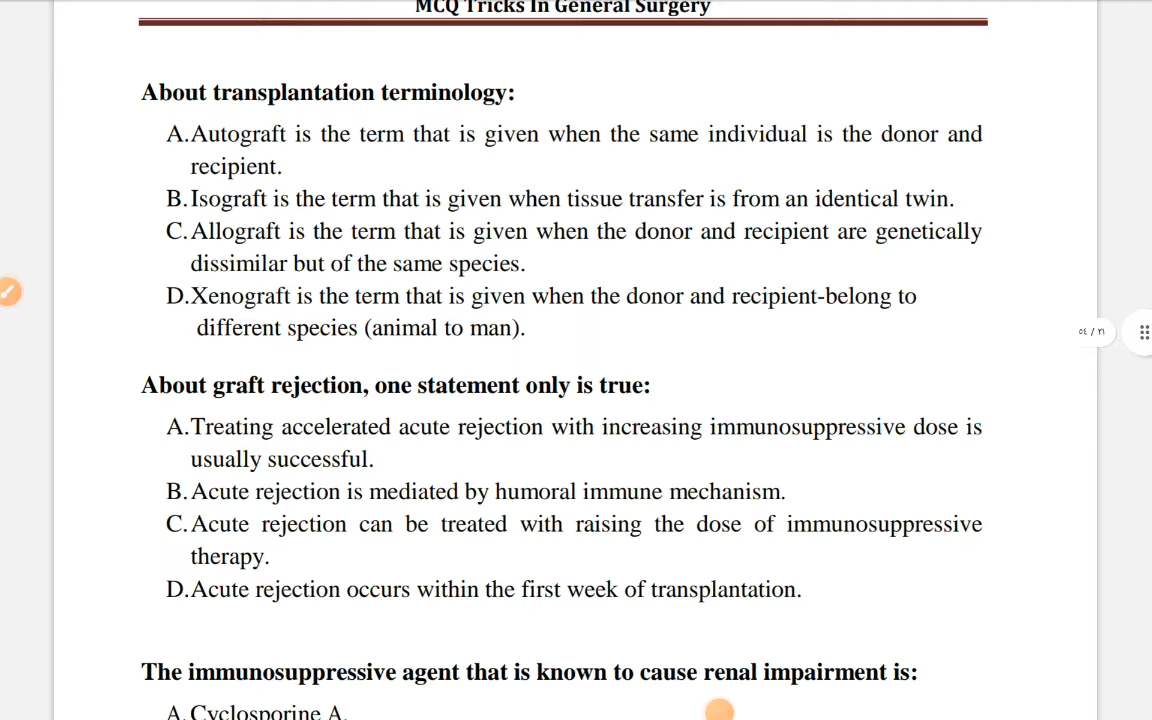 MCQ Tricks In General Surgery
About transplantation terminology:
A.Autograft is the term that is given when the same individual is the donor and
recipient.
B.Isograft is the term that is given when tissue transfer is from an identical twin.
C.Allograft is the term that is given when the donor and recipient are genetically
dissimilar but of the same species.
D.Xenograft is the term that is given when the donor and recipient-belong to
different species (animal to man).
٥٤ / ٢١
About graft rejection, one statement only is true:
A.Treating accelerated acute rejection with increasing immunosuppressive dose is
usually successful.
B.Acute rejection is mediated by humoral immune mechanism.
C.Acute rejection can be treated with raising the dose of immunosuppressive
therapy.
D.Acute rejection occurs within the first week of transplantation.
The immunosuppressive agent that is known to cause renal impairment is:
A.Cyclosporine A.